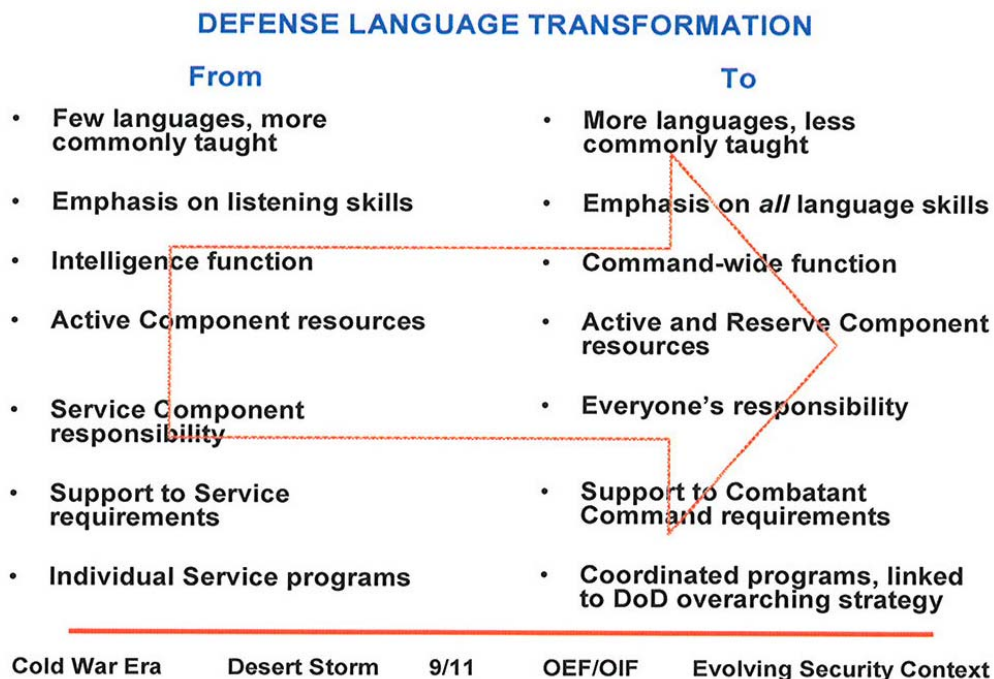 DEFENSE LANGUAGE TRANSFORMATION
From
• Few languages, more
commonly taught
• Emphasis on listening skills
• Intelligence function
• Active Component resources
• Service Component
responsibility
• Support to Service
requirements
• Individual Service programs
To
• More languages, less
commonly taught
• Emphasis on all language skills
• Command-wide function
• Active and Reserve Component
resources
• Everyone's responsibility
• Support to Combatant
Command requirements
• Coordinated programs, linked
to DoD overarching strategy
Cold War Era Desert Storm 9/11 OEF/OIF Evolving Security Context